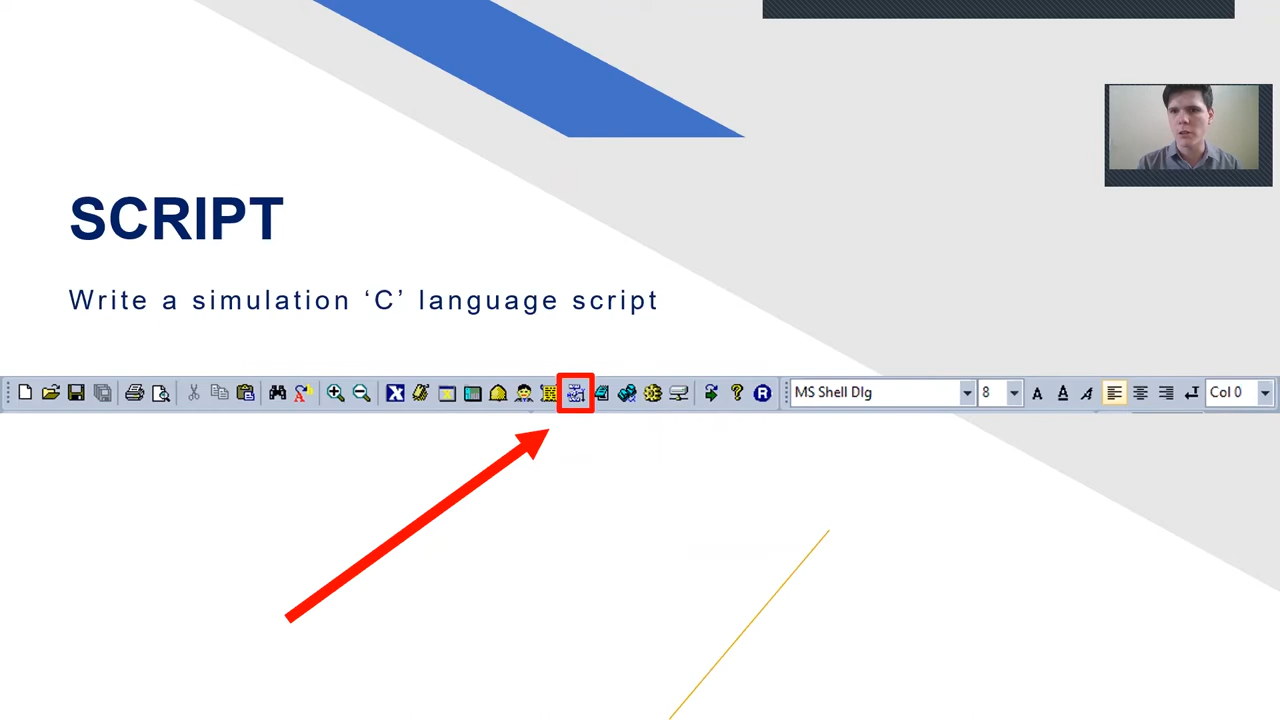 SCRIPT
Write a simulation ‘C’ language script
MS Shell Dlg 8 A A A Col 0